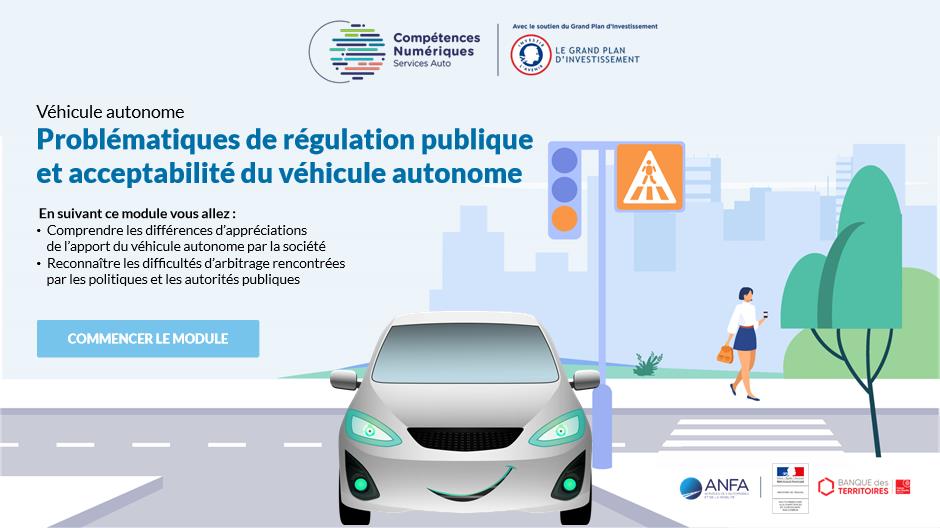 Compétences
Numériques
Services Auto
Avec le soutien du Grand Plan d'Investissement
INVESTIR
L'AVENIR
LE GRAND PLAN
D'INVESTISSEMENT
Véhicule autonome
Problématiques de régulation publique
et acceptabilité du véhicule autonome
En suivant ce module vous allez :
• Comprendre les différences d'appréciations
de l'apport du véhicule autonome par la société
• Reconnaître les difficultés d'arbitrage rencontrées
par les politiques et les autorités publiques
COMMENCER LE MODULE
ANFA
BANQUE des
TERRITOIRES